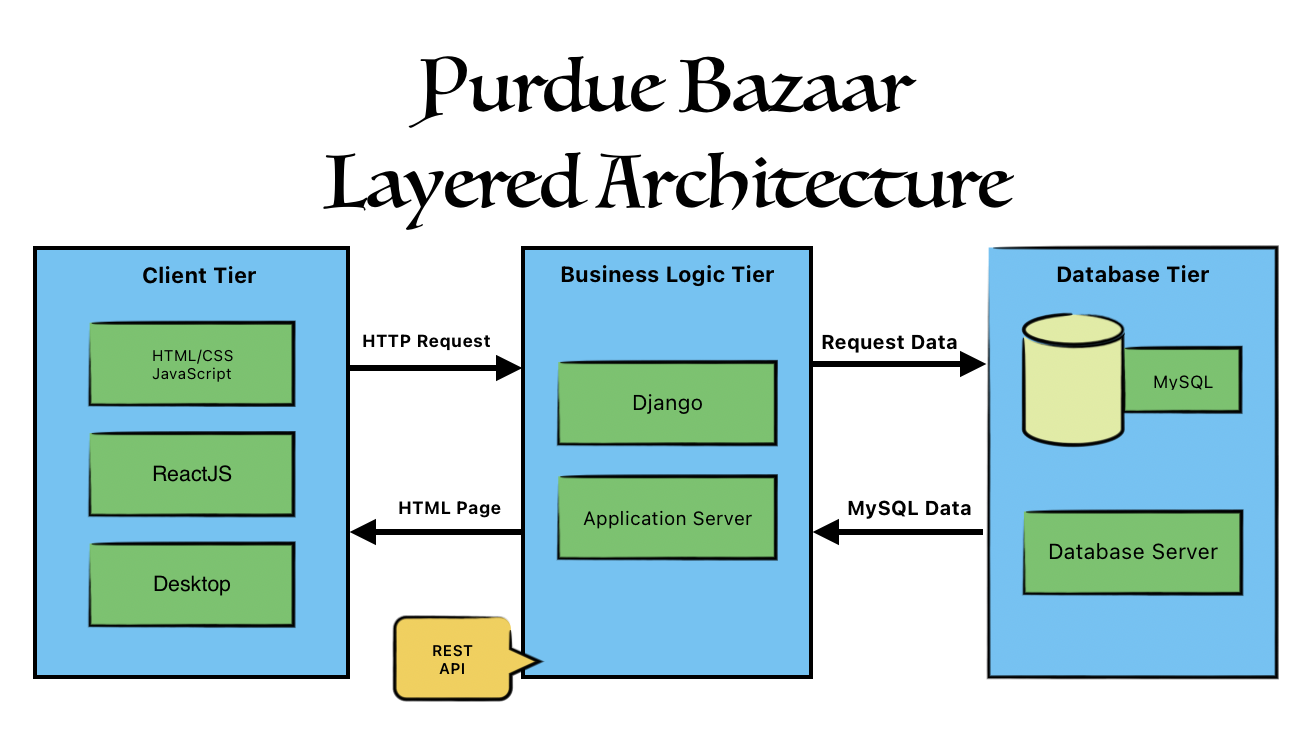 Purdue Bazaar
Layered Architecture
Client Tier
HTML/CSS
JavaScript
ReactJS
Desktop
HTTP Request
HTML Page
REST
API
Business Logic Tier
Django
Application Server
Request Data
MySQL Data
Database Tier
MySQL
Database Server